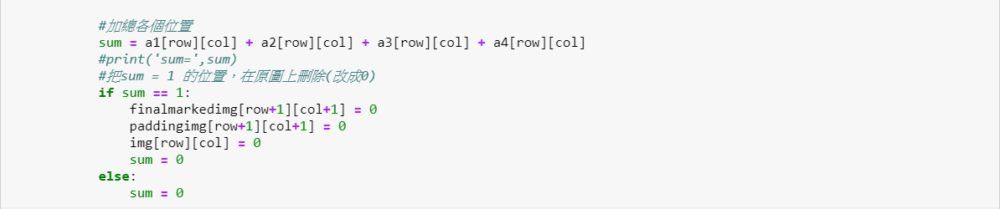 #加總各個位置
sum = a1[row][col] + a2[row][col] + a3[row][col] + a4[row][col]
#print('sum=',sum)
#把sum = 1 的位置，在原圖上刪除(改成0)
if sum == 1:
    finalmarkedimg[row+1][col+1] = 0
    paddingimg[row+1][col+1] = 0
    img[row][col] = 0
    sum = 0
else:
    sum = 0